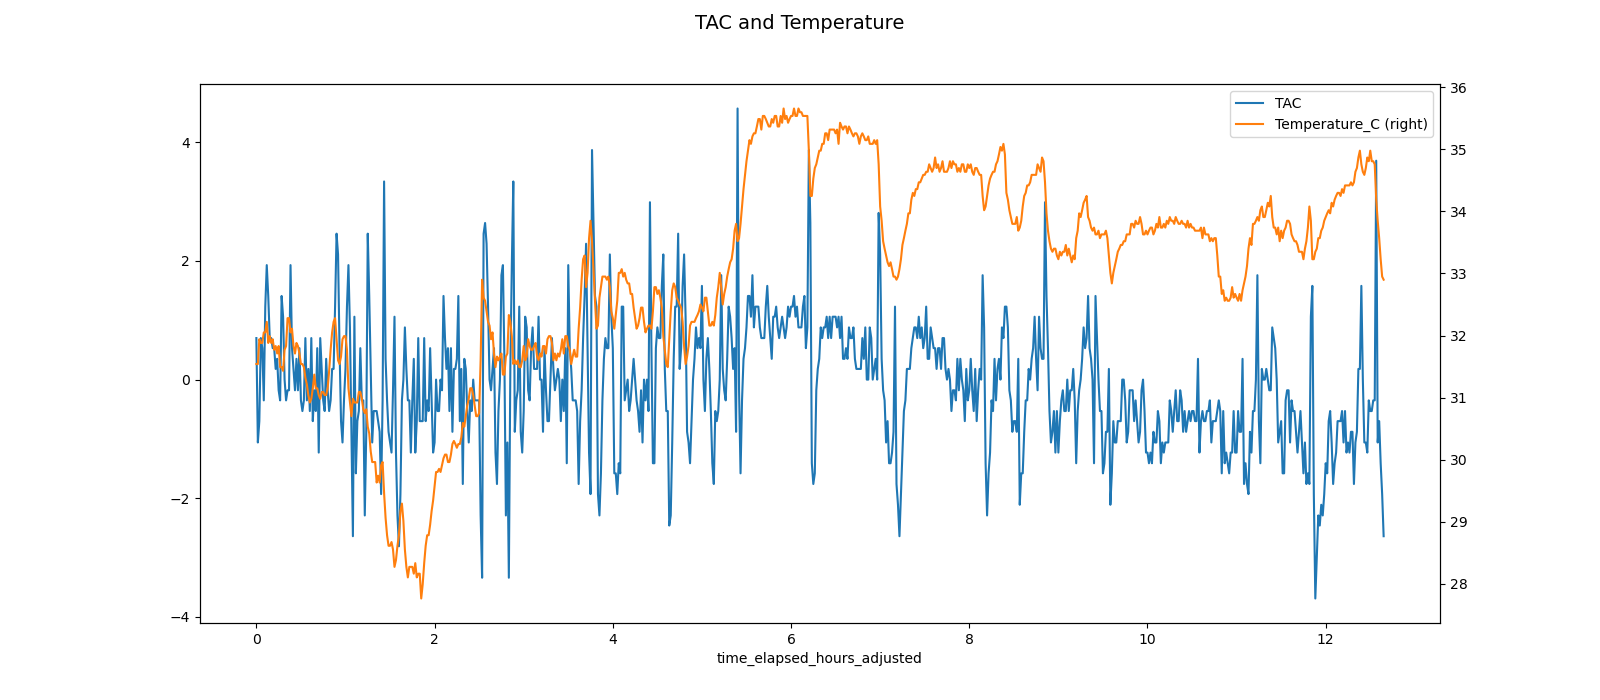 TAC and Temperature
TAC
Temperature_C (right)
4
2
0
−2
−4
36
35
34
33
32
31
30
29
28
0 2 4 6 8 10 12
time_elapsed_hours_adjusted